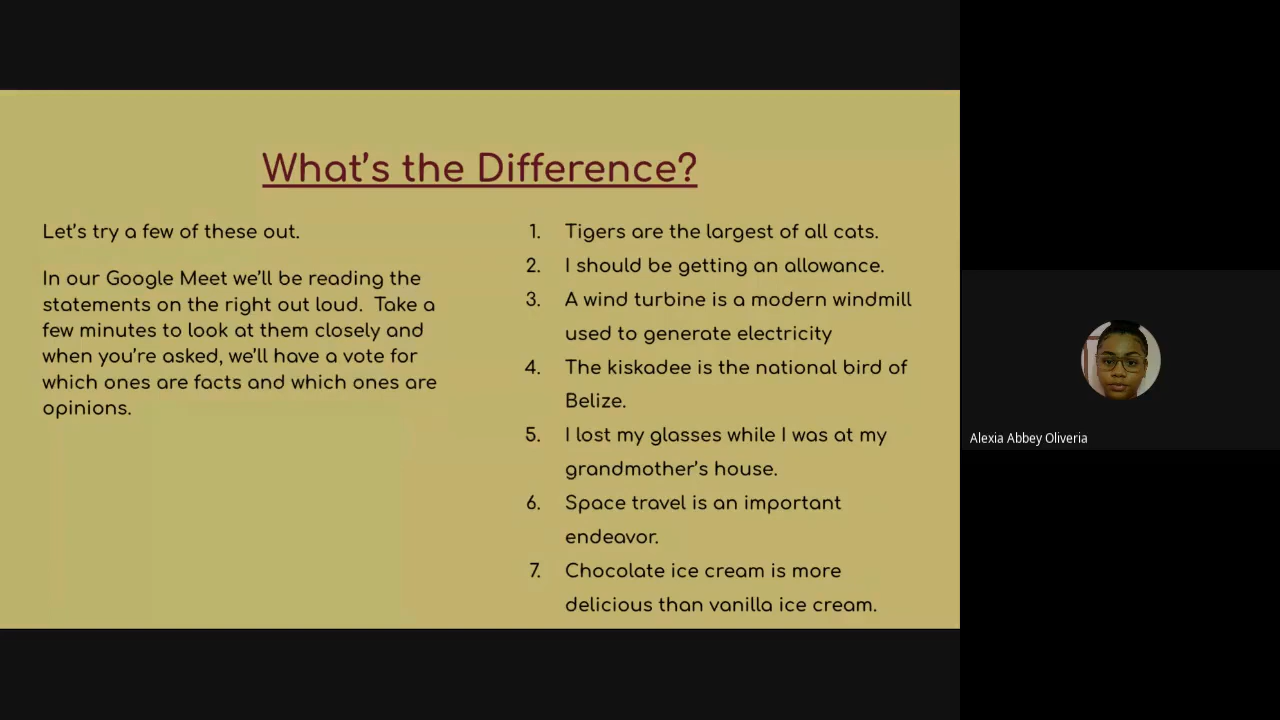 What's the Difference?
Let's try a few of these out.
In our Google Meet we'll be reading the
statements on the right out loud.  Take a
few minutes to look at them closely and
when you're asked, we'll have a vote for
which ones are facts and which ones are
opinions.
1. Tigers are the largest of all cats.
2. I should be getting an allowance.
3. A wind turbine is a modern windmill
used to generate electricity
4. The kiskadee is the national bird of
Belize.
5. I lost my glasses while I was at my
grandmother's house.
6. Space travel is an important
endeavor.
7. Chocolate ice cream is more
delicious than vanilla ice cream.
Alexia Abbey Oliveria